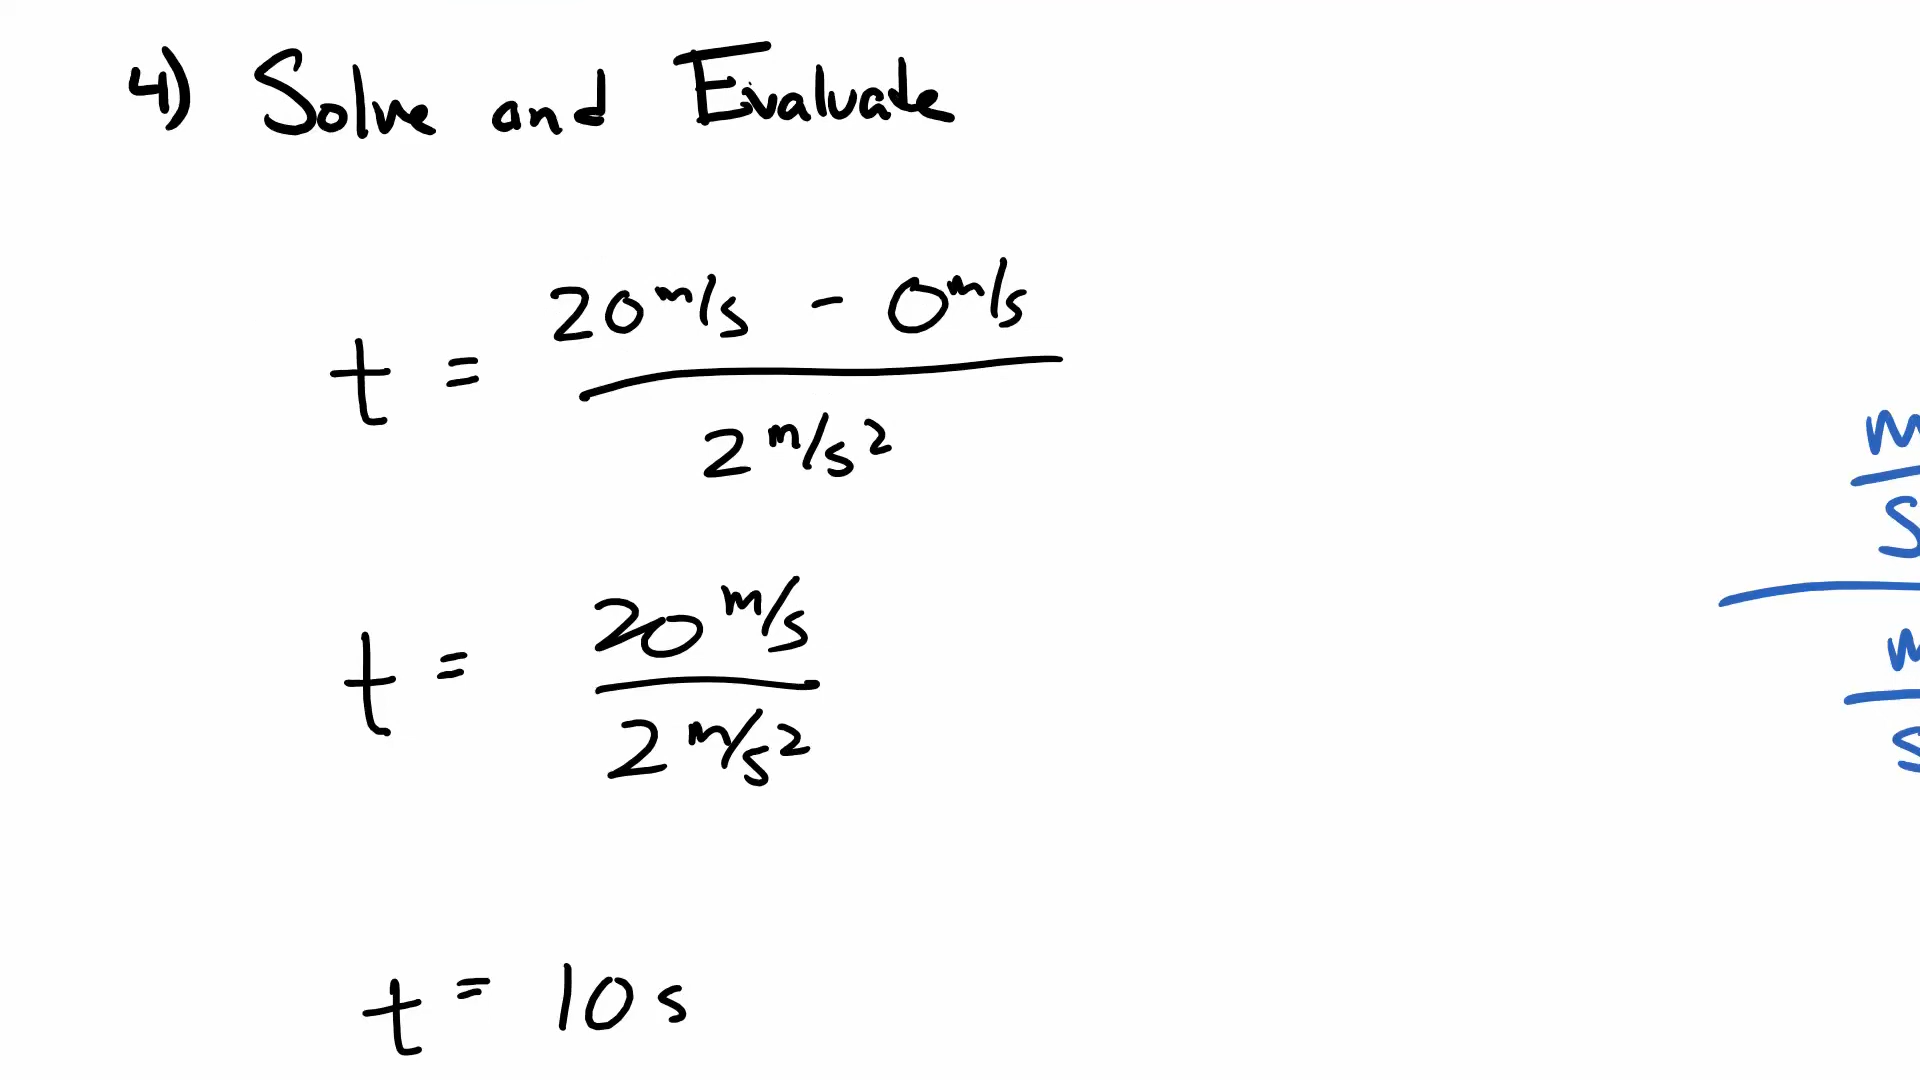 4) Solve and Evaluate
t = 20 m/s - 0 m/s
2 m/s²
t = 20 m/s
2 m/s²
t = 10 s
m
s
m
s